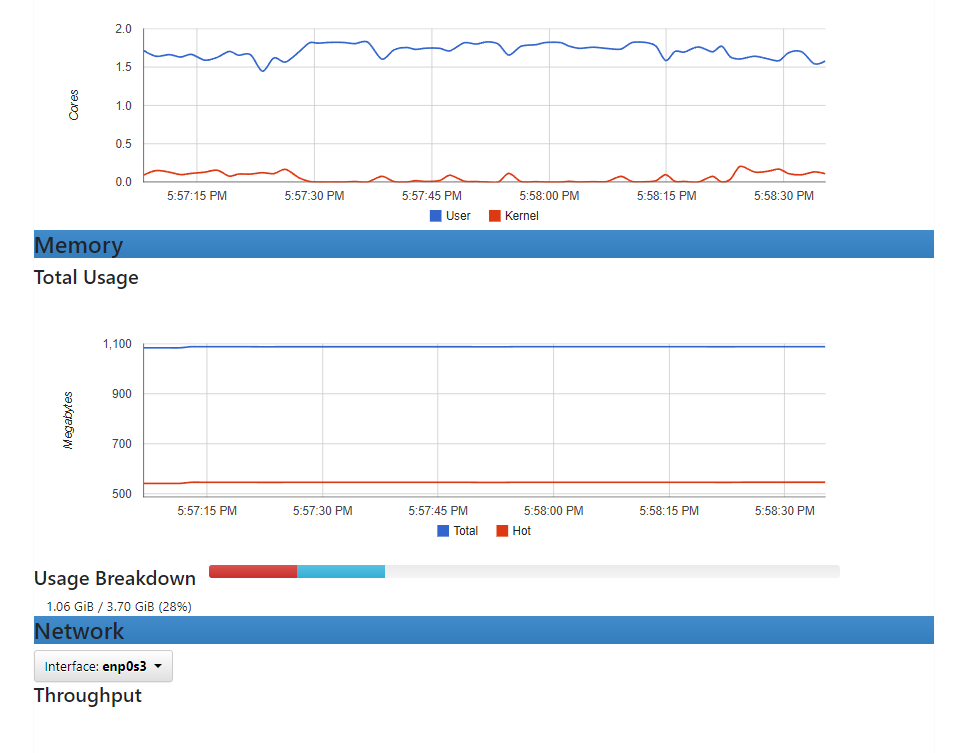 2.0
1.5
1.0
0.5
0.0
Cores
5:57:15 PM 5:57:30 PM 5:57:45 PM 5:58:00 PM 5:58:15 PM 5:58:30 PM
User Kernel
Memory
Total Usage
1,100
900
700
500
Megabytes
5:57:15 PM 5:57:30 PM 5:57:45 PM 5:58:00 PM 5:58:15 PM 5:58:30 PM
Total Hot
Usage Breakdown
1.06 GiB / 3.70 GiB (28%)
Network
Interface: enp0s3
Throughput